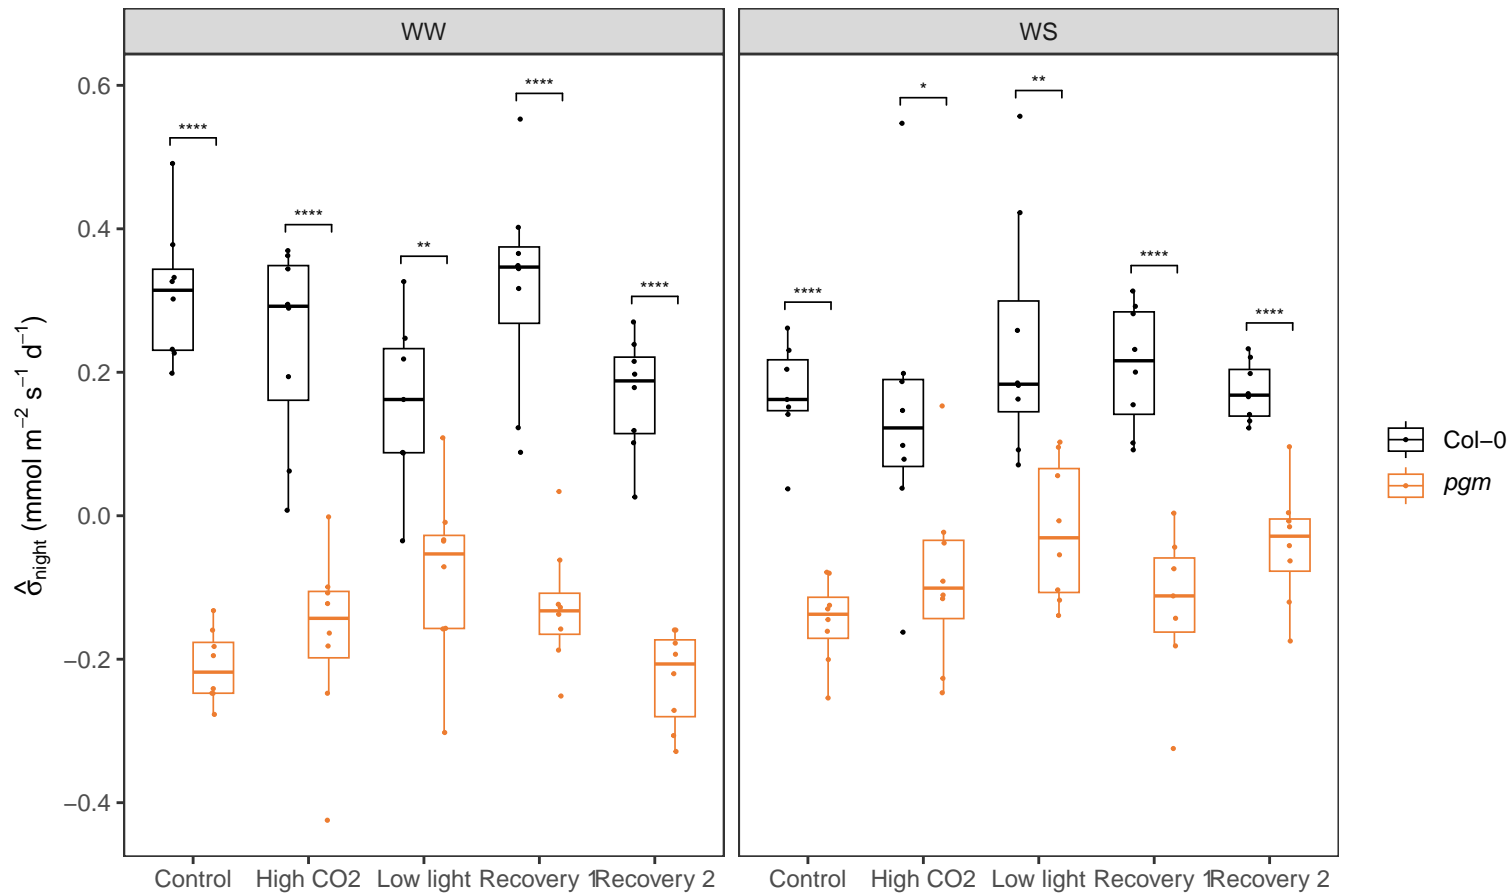 WW WS
0.6
0.4
0.2
0.0
−0.2
−0.4
σ̂night (mmol m−2 s−1 d−1)
**** **** ** **** ****
**** * ** **** ****
Control High CO2 Low light Recovery 1 Recovery 2
Control High CO2 Low light Recovery 1 Recovery 2
Col−0
pgm